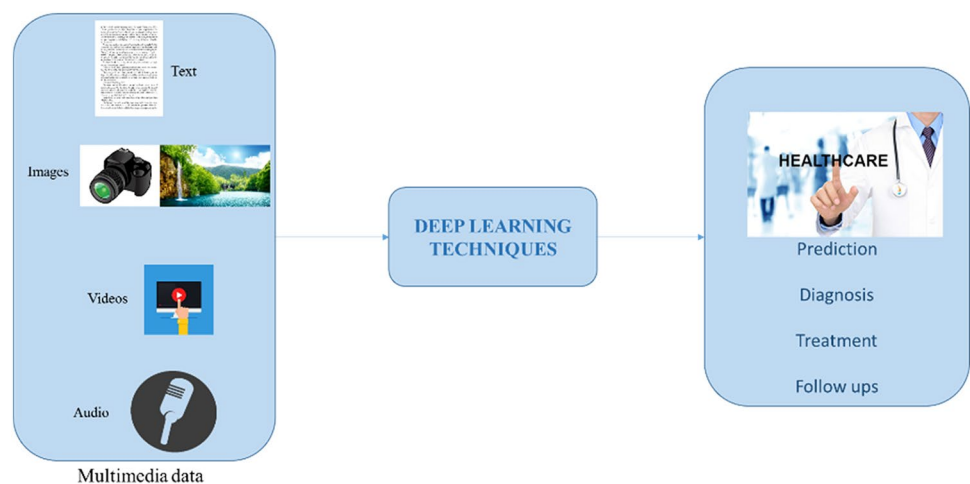 Text
Images
Videos
Audio
Multimedia data
DEEP LEARNING
TECHNIQUES
HEALTHCARE
Prediction
Diagnosis
Treatment
Follow ups